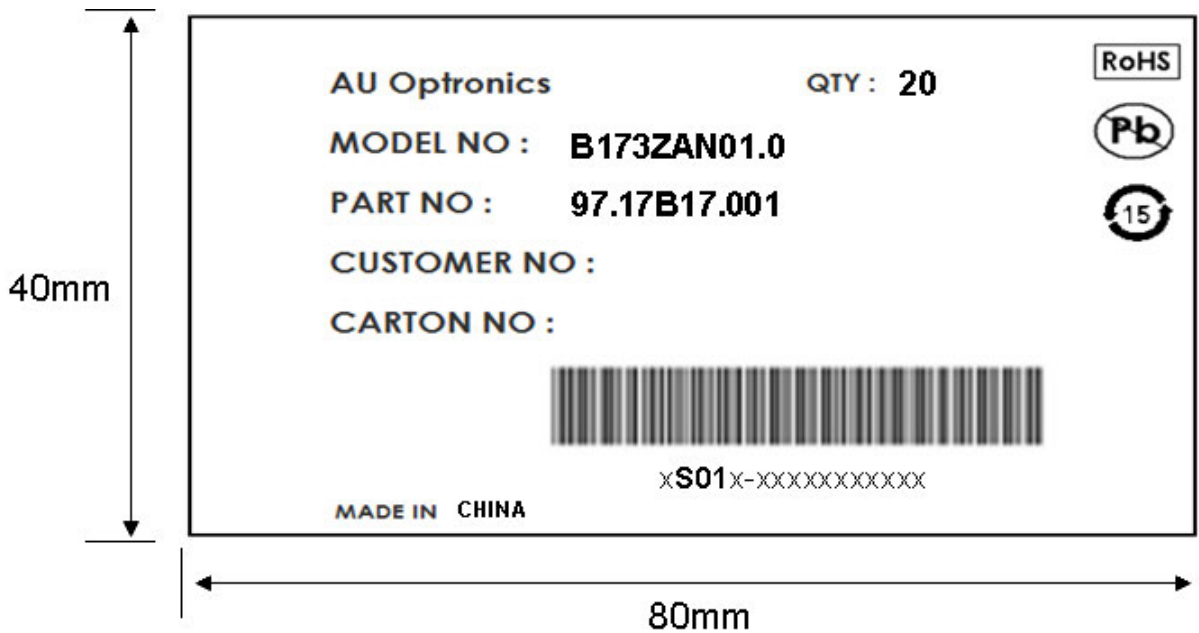 AU Optronics QTY : 20
RoHS
MODEL NO : B173ZAN01.0
Pb
PART NO : 97.17B17.001
15
CUSTOMER NO :
40mm
CARTON NO :
xS01x-xxxxxxxxxxx
MADE IN CHINA
80mm